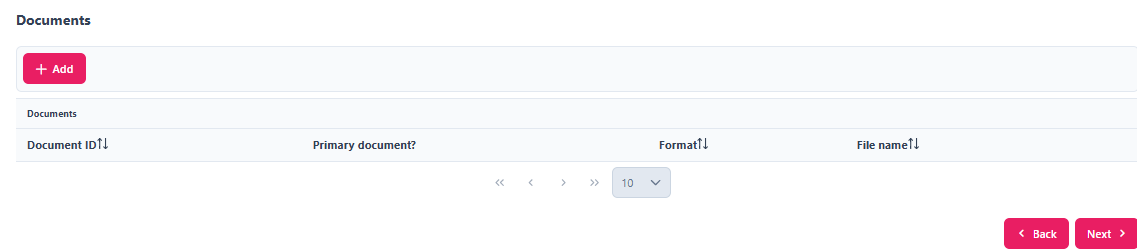 Documents
+ Add
Documents
Document ID Primary document? Format File name
10
Back Next